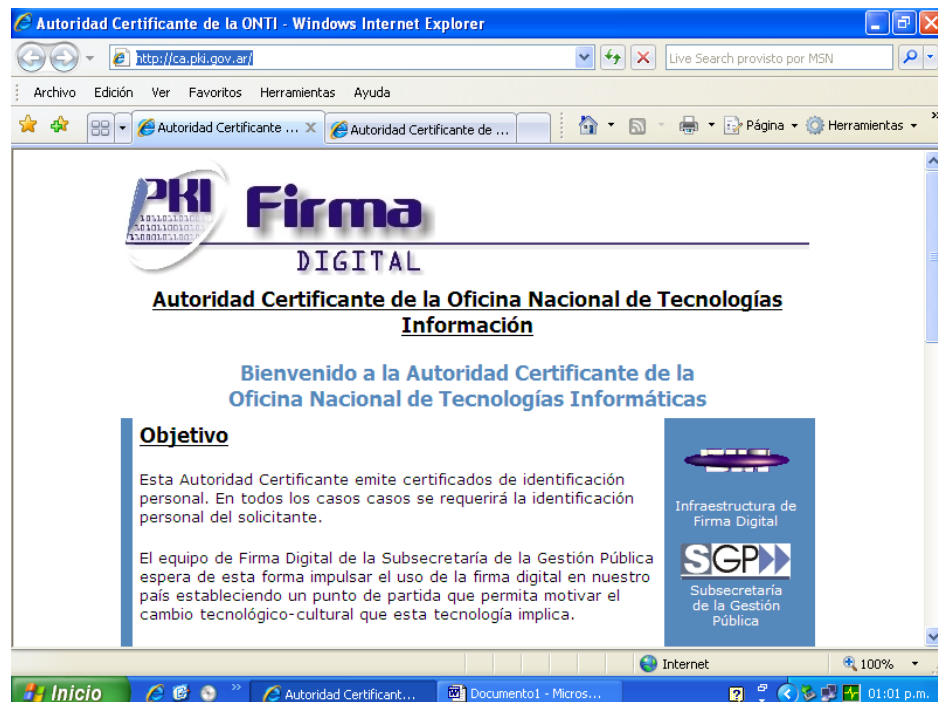 Autoridad Certificante de la ONTI - Windows Internet Explorer
http://ca.pki.gov.ar/
Live Search provisto por MSN
Archivo Edición Ver Favoritos Herramientas Ayuda
Autoridad Certificante ... Autoridad Certificante de ... Página Herramientas
PKI Firma
DIGITAL
Autoridad Certificante de la Oficina Nacional de Tecnologías
Información
Bienvenido a la Autoridad Certificante de la
Oficina Nacional de Tecnologías Informáticas
Objetivo
Esta Autoridad Certificante emite certificados de identificación
personal. En todos los casos casos se requerirá la identificación
personal del solicitante.
El equipo de Firma Digital de la Subsecretaría de la Gestión Pública
espera de esta forma impulsar el uso de la firma digital en nuestro
país estableciendo un punto de partida que permita motivar el
cambio tecnológico-cultural que esta tecnología implica.
Infraestructura de
Firma Digital
SGP
Subsecretaría
de la Gestión
Pública
Internet 100%
Inicio Autoridad Certificant... Documento1 - Micros... 01:01 p.m.